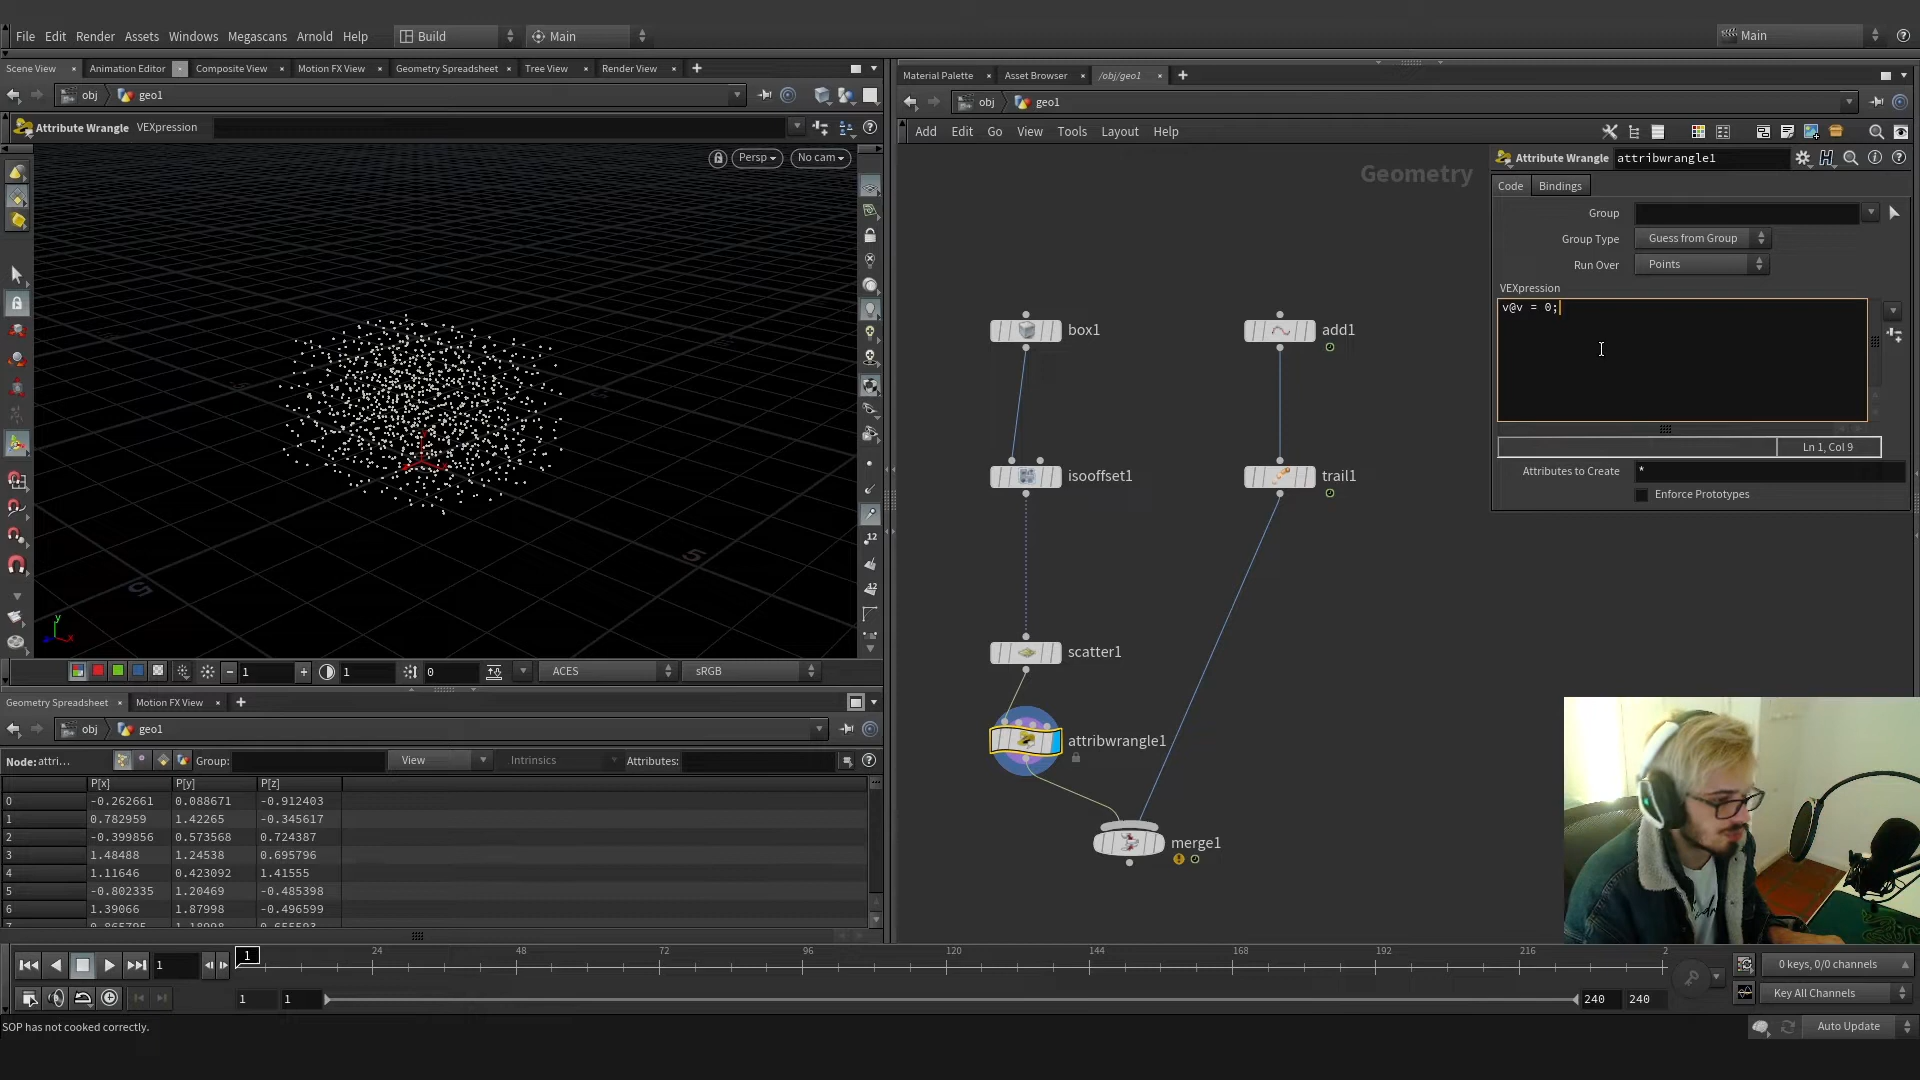 File Edit Render Assets Windows Megascans Arnold Help Build Main Main
Scene View Animation Editor Composite View Motion FX View Geometry Spreadsheet Tree View Render View
obj geo1
Attribute Wrangle VEXpression
Persp No cam
5
5
y
x
12
12
1 1 0 ACES sRGB
Geometry Spreadsheet Motion FX View
obj geo1
Node: attri... Group: View Intrinsics Attributes:
P[x] P[y] P[z]
0 -0.262661 0.088671 -0.912403
1 0.782959 1.42265 -0.345617
2 -0.399856 0.573568 0.724387
3 1.48488 1.24538 0.695796
4 1.11646 0.423092 1.41555
5 -0.802335 1.20469 -0.485398
6 1.39066 1.87998 -0.496599
Material Palette Asset Browser /obj/geo1
obj geo1
Add Edit Go View Tools Layout Help
Geometry
box1
add1
isooffset1
trail1
scatter1
attribwrangle1
merge1
Attribute Wrangle attribwrangle1
Code Bindings
Group
Group Type Guess from Group
Run Over Points
VEXpression
v@v = 0;
Ln 1, Col 9
Attributes to Create *
Enforce Prototypes
1 1 24 48 72 96 120 144 168 192 216 2
0 keys, 0/0 channels
1 1 240 240
Key All Channels
SOP has not cooked correctly.
Auto Update